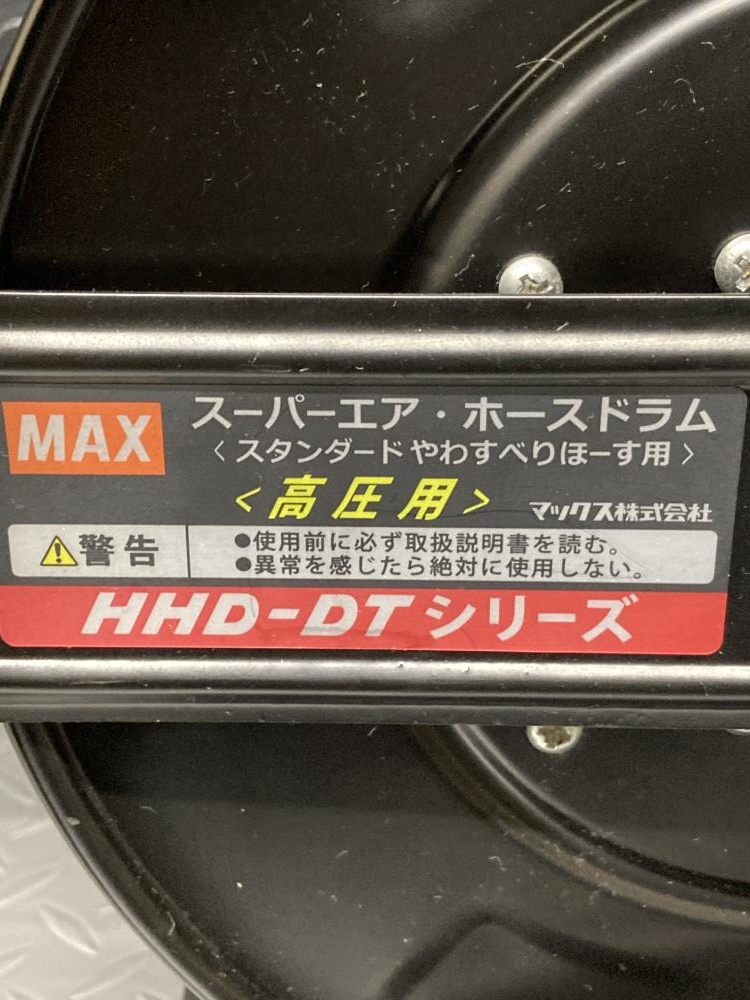 MAX
スーパーエア・ホースドラム
〈スタンダード やわすべりほーす用〉
<高圧用>
マックス株式会社
⚠警告
●使用前に必ず取扱説明書を読む。
●異常を感じたら絶対に使用しない。
HHD-DTシリーズ